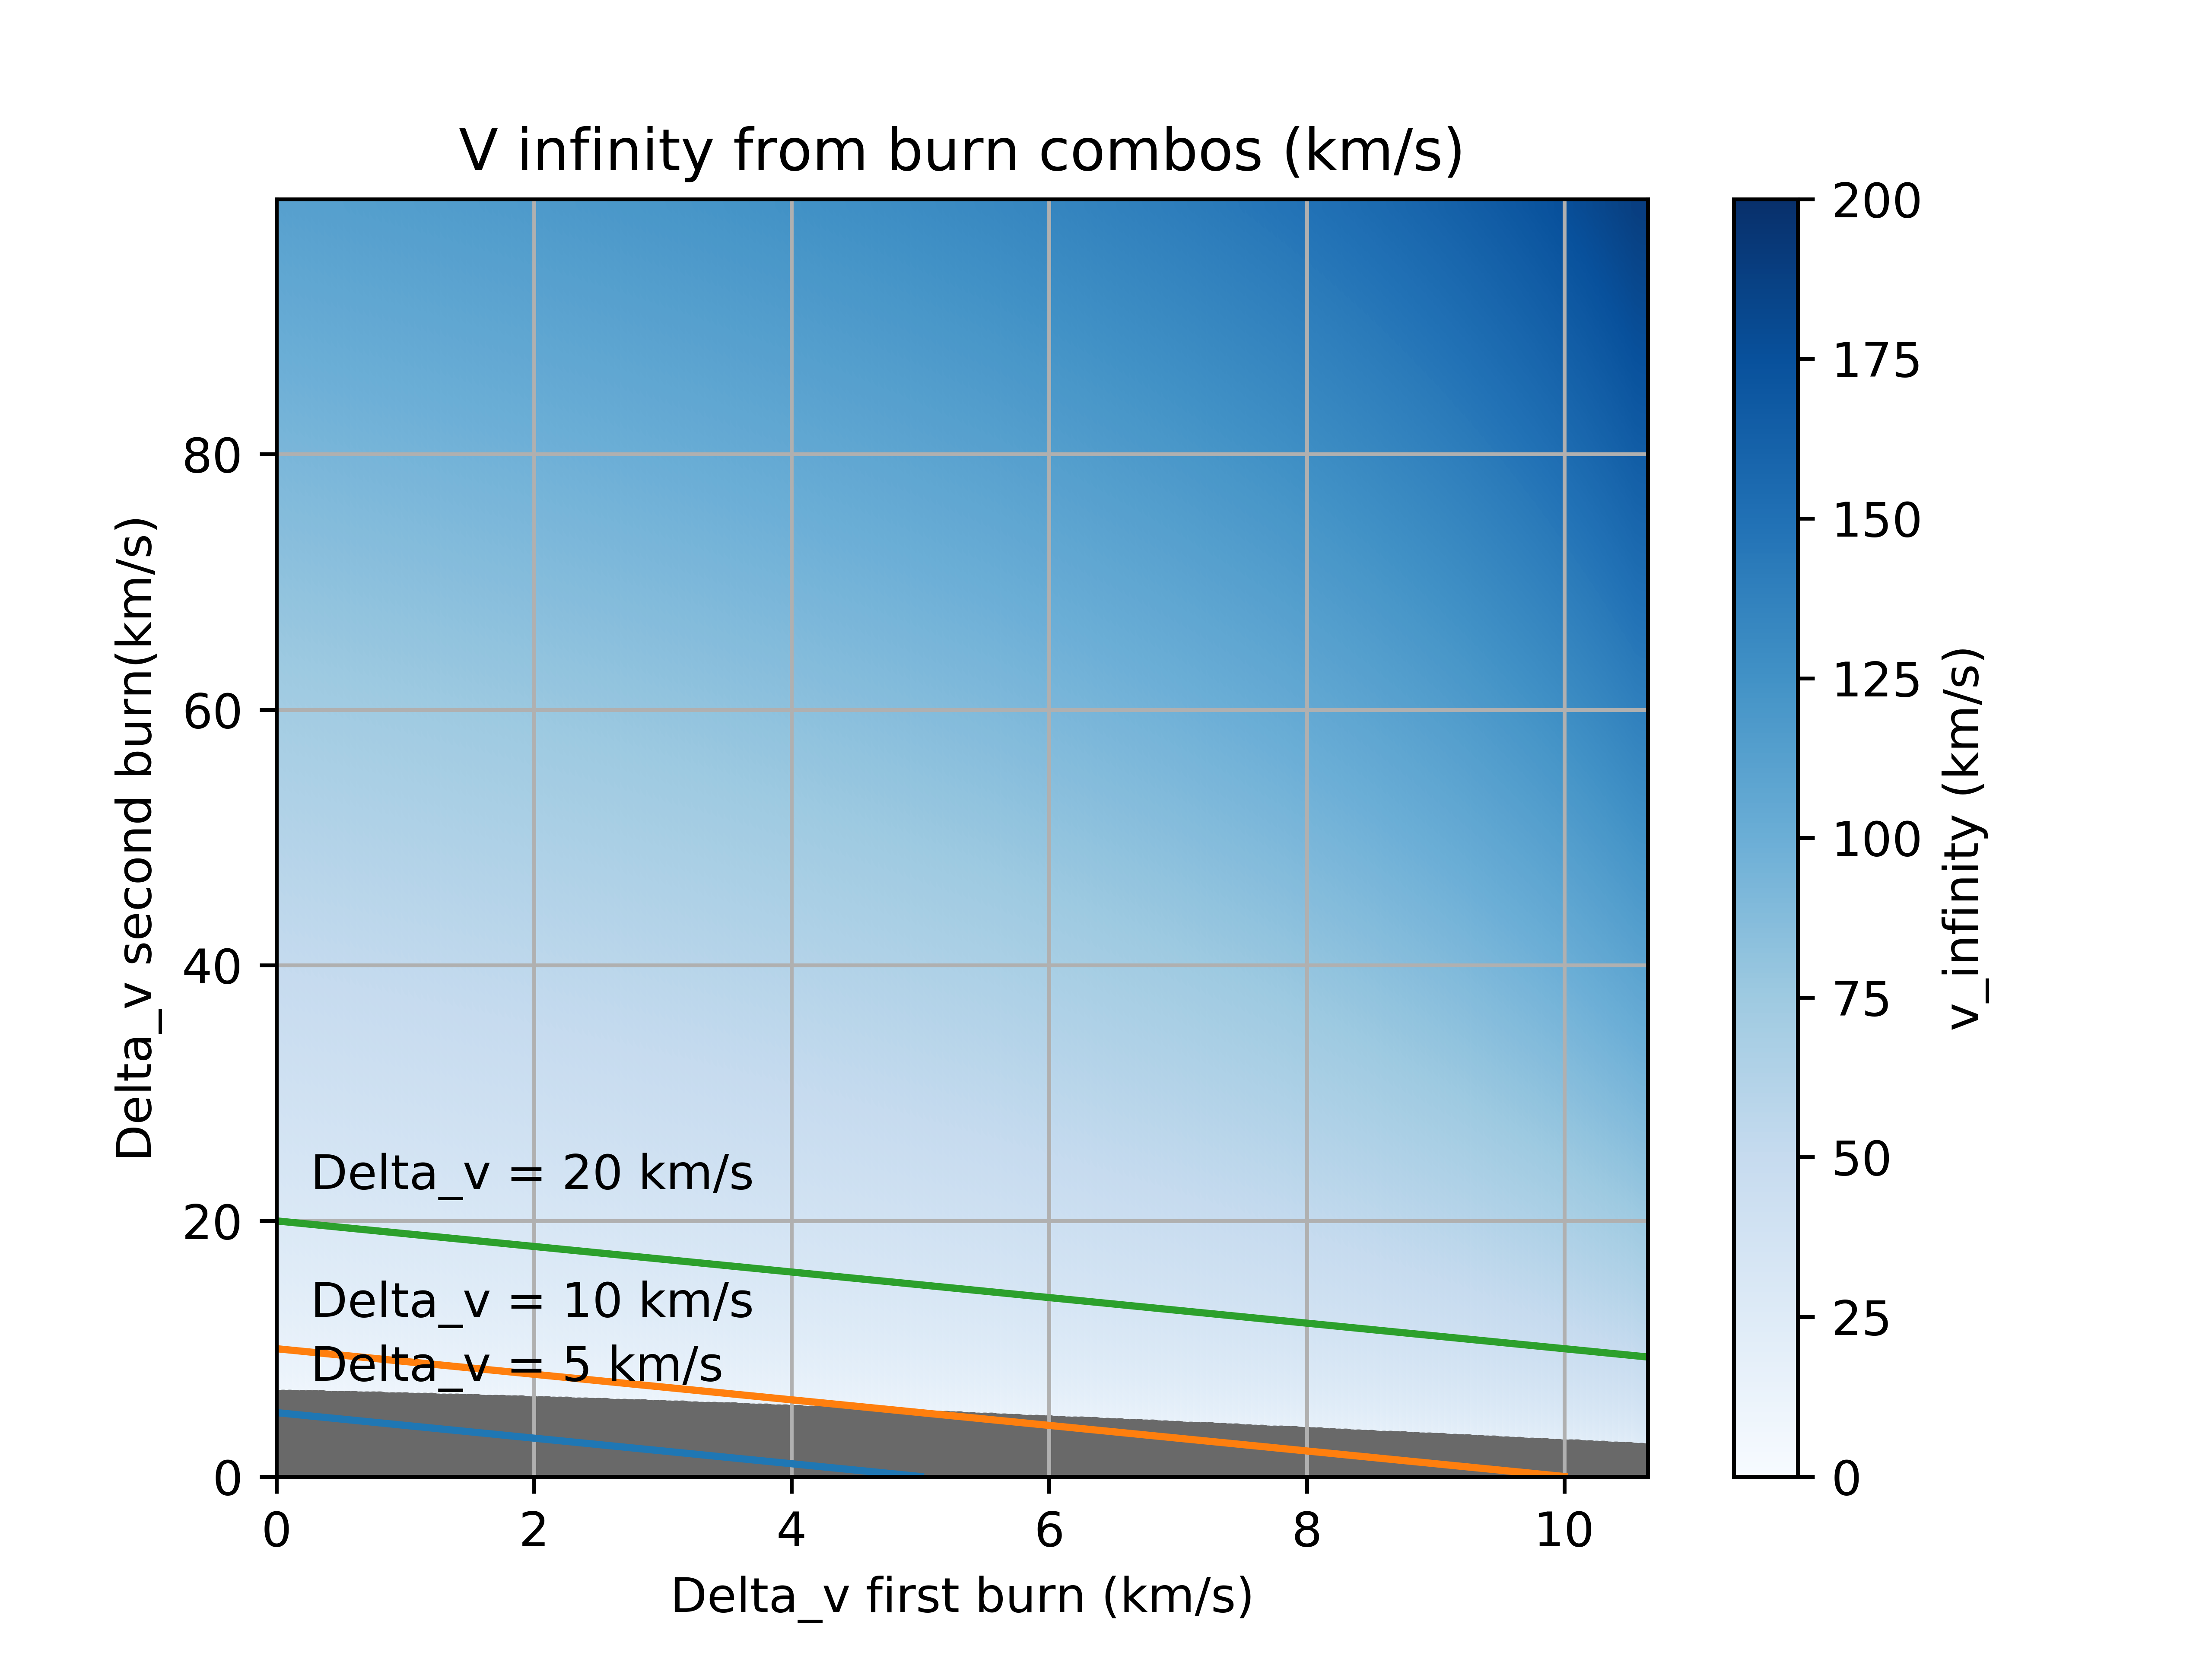 V infinity from burn combos (km/s)
200
175
150
125
100
75
50
25
0
v_infinity (km/s)
80
60
40
20
0
Delta_v second burn(km/s)
Delta_v = 20 km/s
Delta_v = 10 km/s
Delta_v = 5 km/s
0 2 4 6 8 10
Delta_v first burn (km/s)